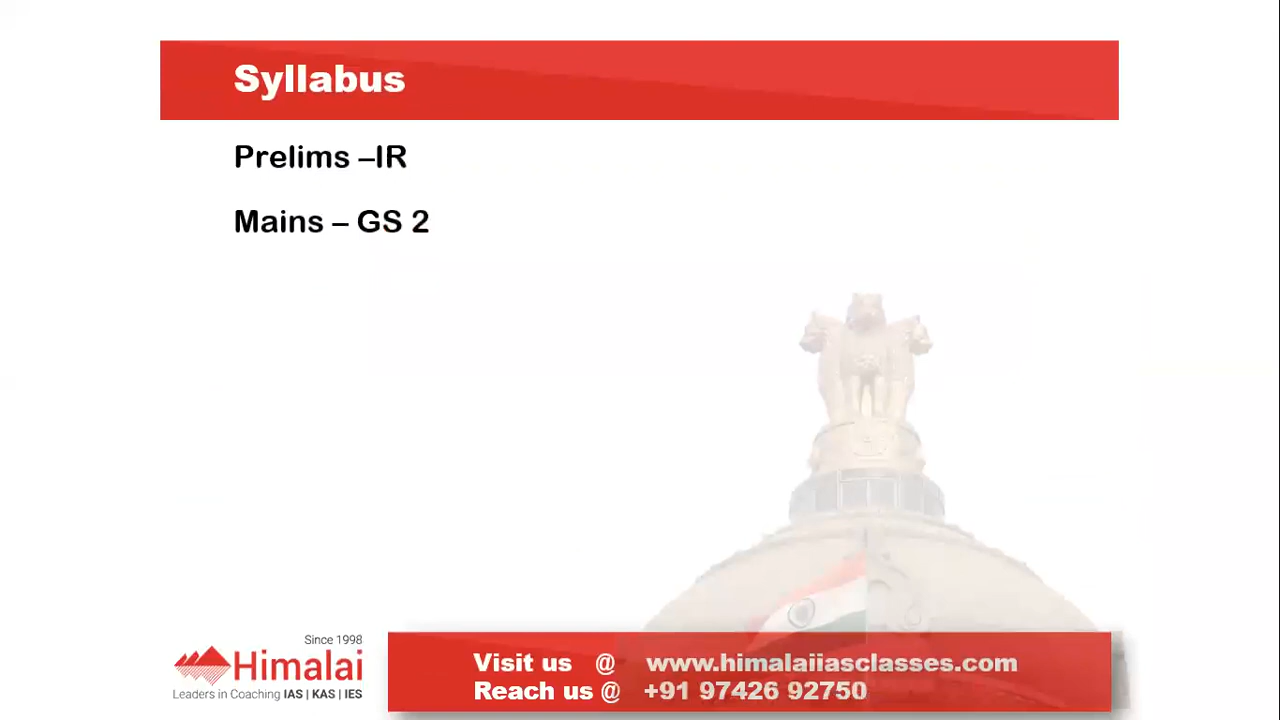 Syllabus
Prelims –IR
Mains – GS 2
Since 1998
Himalai
Leaders in Coaching IAS | KAS | IES
Visit us @ www.himalaiiasclasses.com
Reach us @ +91 97426 92750